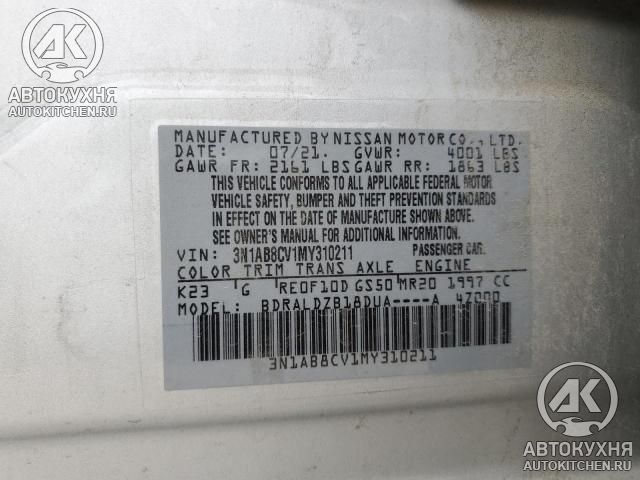 AK
АВТОКУХНЯ
AUTOKITCHEN.RU
MANUFACTURED BY NISSAN MOTOR CO., LTD.
DATE: 07/21. GVWR: 4001 LBS
GAWR FR: 2161 LBS GAWR RR: 1863 LBS
THIS VEHICLE CONFORMS TO ALL APPLICABLE FEDERAL MOTOR
VEHICLE SAFETY, BUMPER AND THEFT PREVENTION STANDARDS
IN EFFECT ON THE DATE OF MANUFACTURE SHOWN ABOVE.
SEE OWNER'S MANUAL FOR ADDITIONAL INFORMATION.
VIN: 3N1AB8CV1MY310211 PASSENGER CAR.
COLOR TRIM TRANS AXLE ENGINE
K23 G RE0F10D GS50 MR20 1997 CC
MODEL: BDRALDZB18DUA----A 4Z000
3N1AB8CV1MY310211
AK
АВТОКУХНЯ
AUTOKITCHEN.RU